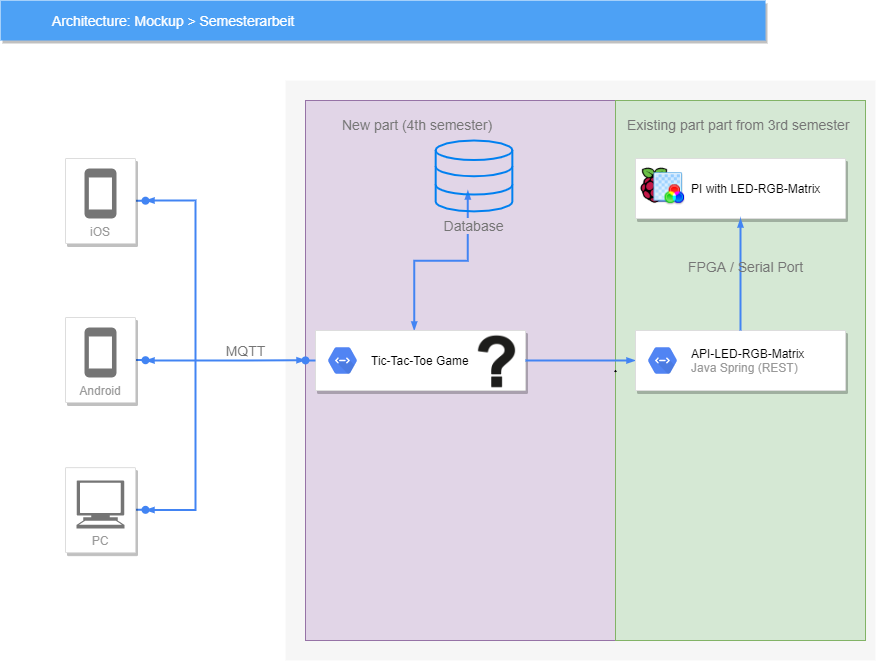 Architecture: Mockup > Semesterarbeit
New part (4th semester)
Existing part part from 3rd semester
iOS
Database
PI with LED-RGB-Matrix
FPGA / Serial Port
MQTT
Android
Tic-Tac-Toe Game
?
API-LED-RGB-Matrix
Java Spring (REST)
PC